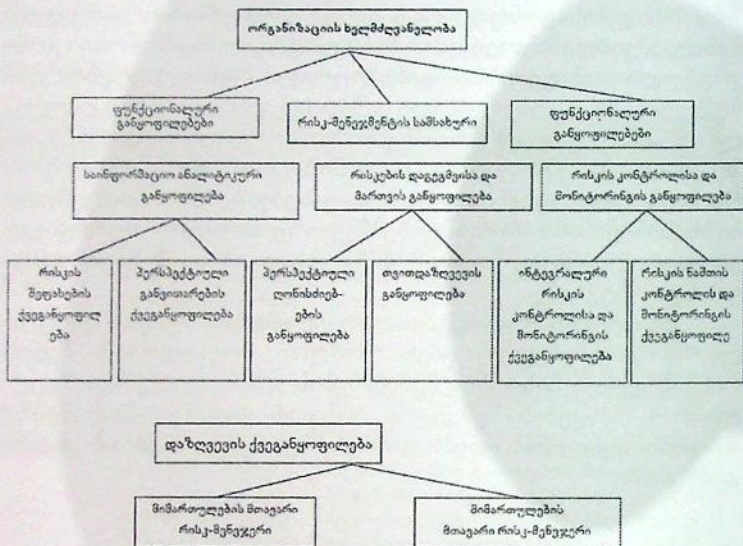 ორგანიზაციის ხელმძღვანელობა
ფუნქციონალური
განყოფილებები
რისკ-მენეჯმენტის სამსახური
ფუნქციონალური
განყოფილებები
საინფორმაციო ანალიტიკური
განყოფილება
რისკების დაგეგმვისა და
მართვის განყოფილება
რისკის კონტროლისა და
მონიტორინგის განყოფილება
რისკის
შეფასების
ქვეგანყოფილ
ება
პერსპექტიული
განვითარების
ქვეგანყოფილება
პერსპექტიული
ღონისძიებ-
ების
განყოფილება
თვითდაზღვევის
განყოფილება
ინტეგრალური
რისკის
კონტროლისა და
მონიტორინგის
ქვეგანყოფილება
რისკის ნაშთის
კონტროლის და
მონიტორინგის
ქვეგანყოფილე
დაზღვევის ქვეგანყოფილება
მიმართულების მთავარი
რისკ-მენეჯერი
მიმართულების
მთავარი რისკ-მენეჯერი